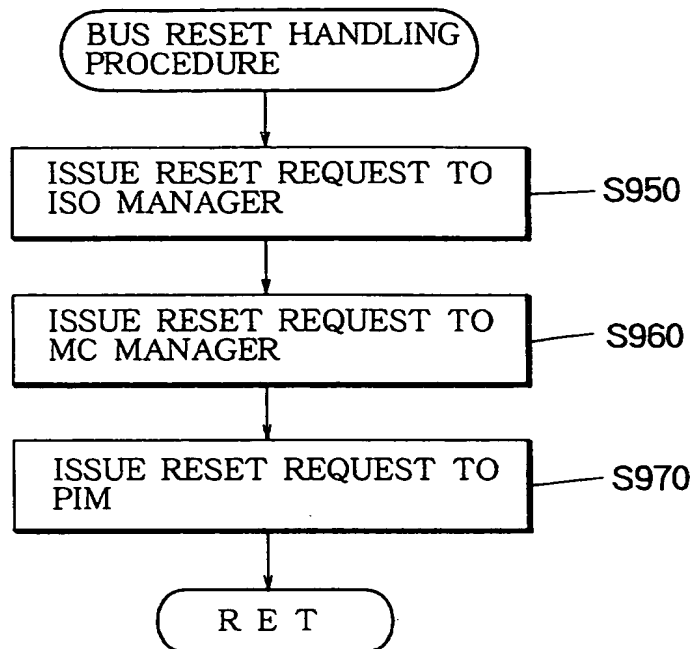 BUS RESET HANDLING
PROCEDURE
ISSUE RESET REQUEST TO
ISO MANAGER
S950
ISSUE RESET REQUEST TO
MC MANAGER
S960
ISSUE RESET REQUEST TO
PIM
S970
R E T